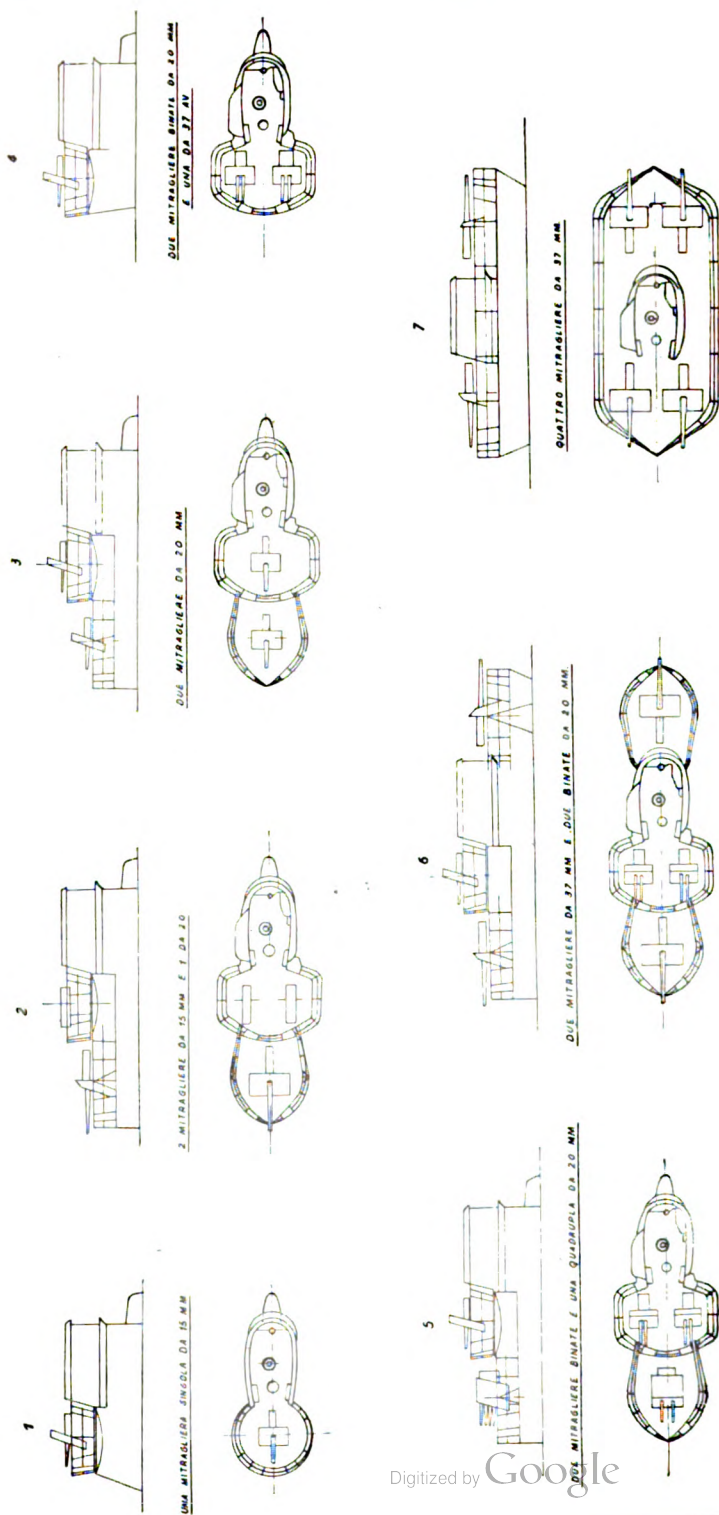 1
UNA MITRAGLIERA SINGOLA DA 15 MM
2
2 MITRAGLIERE DA 15 MM E 1 DA 20
3
DUE MITRAGLIERE DA 20 MM
4
DUE MITRAGLIERE BINATE DA 20 MM
E UNA DA 37 AV
5
DUE MITRAGLIERE BINATE E UNA QUADRUPLA DA 20 MM
6
DUE MITRAGLIERE DA 37 MM E DUE BINATE DA 20 MM.
7
QUATTRO MITRAGLIERE DA 37 MM
Digitized by Google